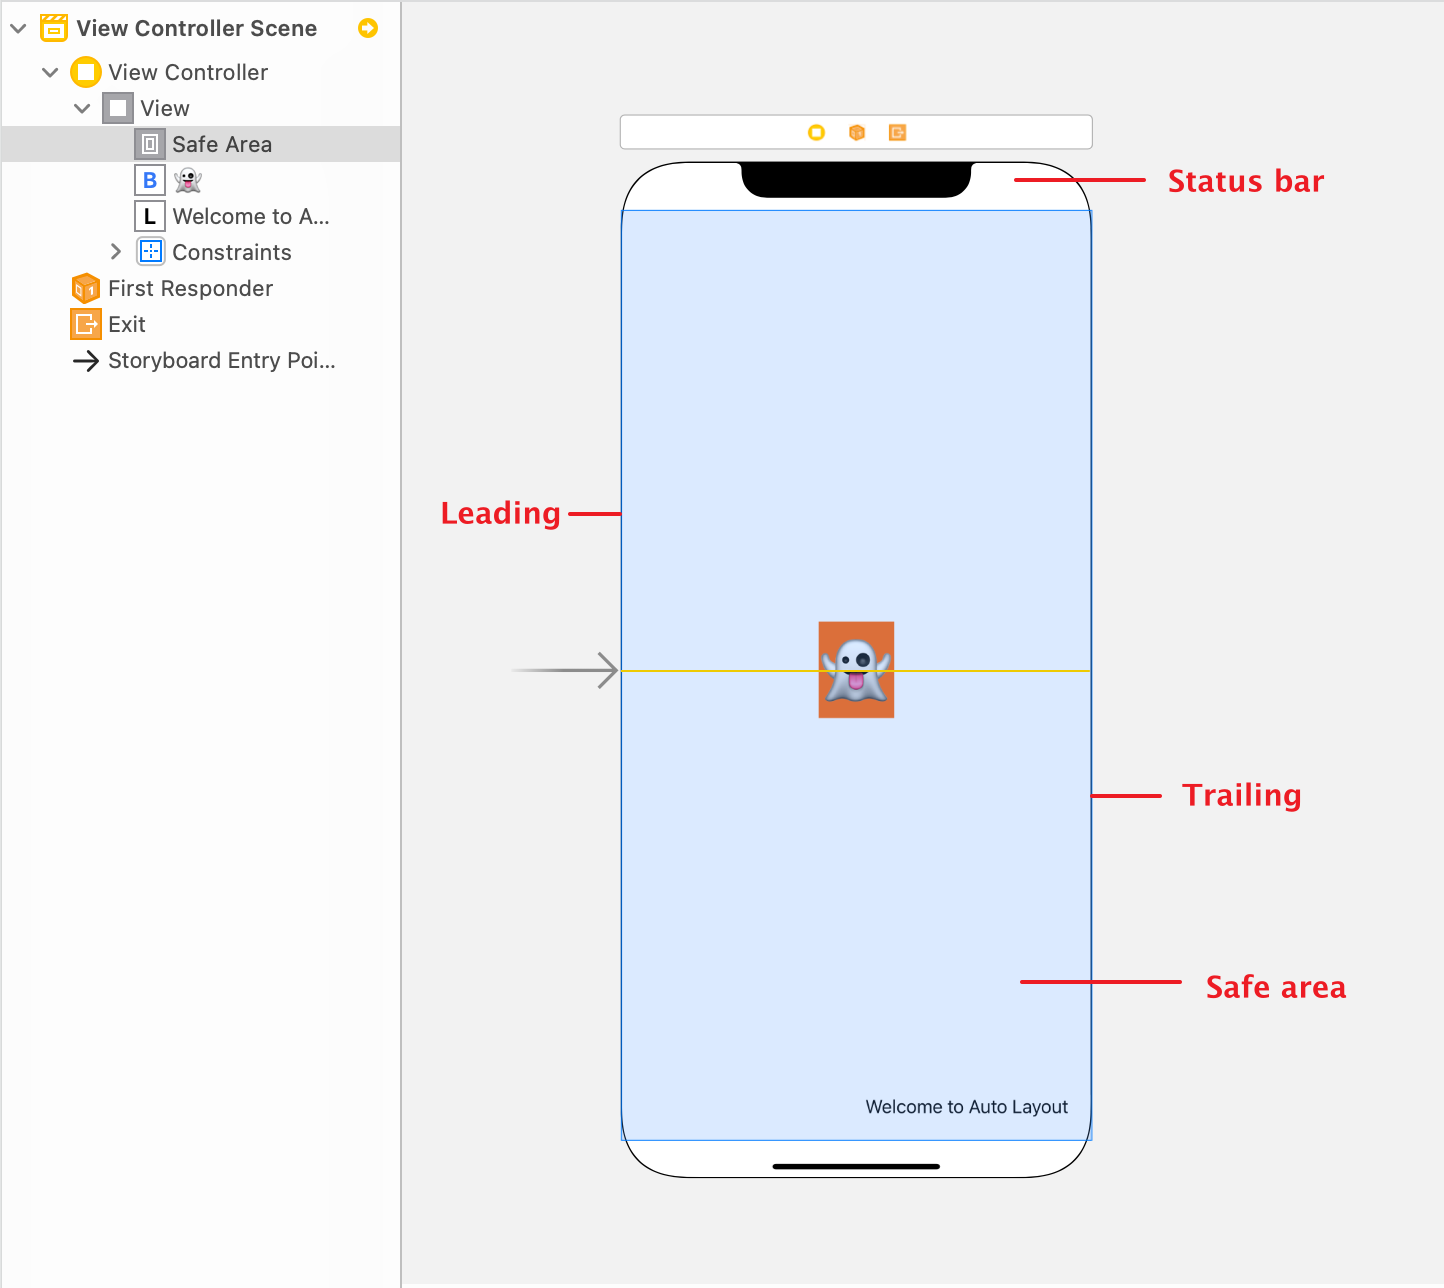 View Controller Scene
View Controller
View
Safe Area
B 👻
L Welcome to A...
Constraints
First Responder
Exit
Storyboard Entry Poi...
Status bar
Leading
Trailing
Safe area
Welcome to Auto Layout